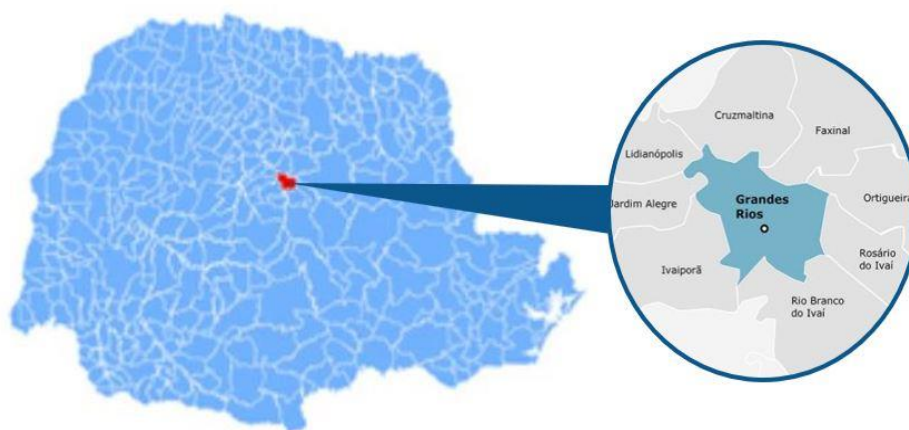 Cruzmaltina
Faxinal
Lidianópolis
Jardim Alegre
Grandes
Rios
Ortigueira
Ivaiporã
Rosário
do Ivaí
Rio Branco
do Ivaí